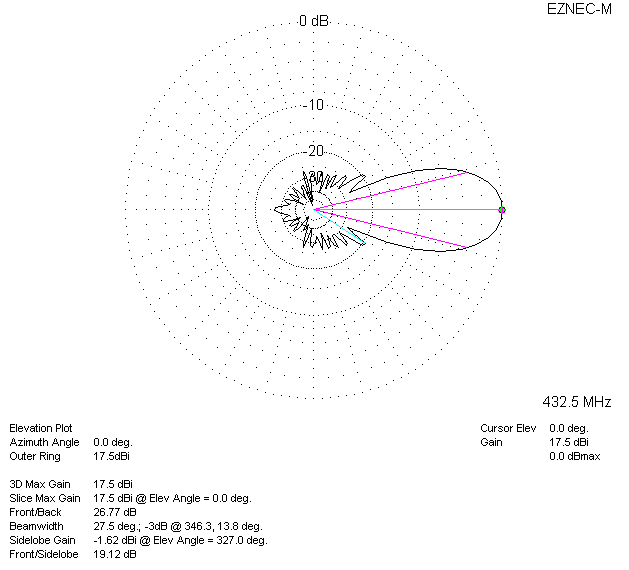 EZNEC-M
0 dB
-10
-20
-30
432.5 MHz
Elevation Plot
Azimuth Angle 0.0 deg.
Outer Ring 17.5dBi
Cursor Elev 0.0 deg.
Gain 17.5 dBi
0.0 dBmax
3D Max Gain 17.5 dBi
Slice Max Gain 17.5 dBi @ Elev Angle = 0.0 deg.
Front/Back 26.77 dB
Beamwidth 27.5 deg.; -3dB @ 346.3, 13.8 deg.
Sidelobe Gain -1.62 dBi @ Elev Angle = 327.0 deg.
Front/Sidelobe 19.12 dB